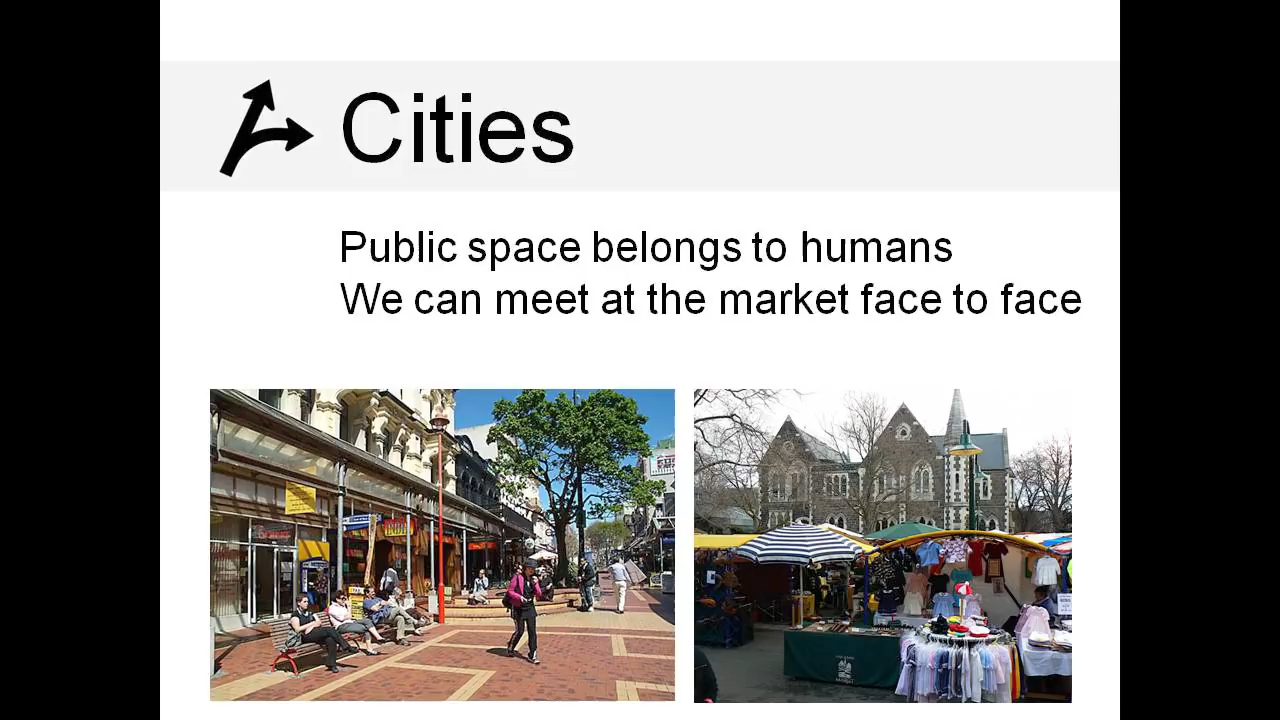 Cities
Public space belongs to humans
We can meet at the market face to face